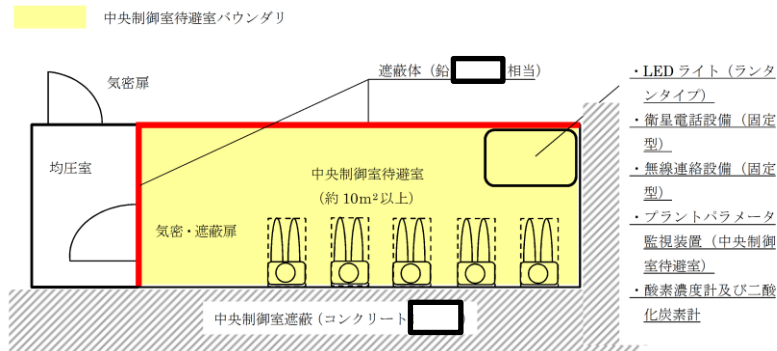 中央制御室待避室バウンダリ
気密扉
遮蔽体（鉛 相当）
均圧室
中央制御室待避室
（約 10m²以上）
気密・遮蔽扉
中央制御室遮蔽（コンクリート ）
・LED ライト（ランタ
ンタイプ）
・衛星電話設備（固定
型）
・無線連絡設備（固定
型）
・プラントパラメータ
監視装置（中央制御
室待避室）
・酸素濃度計及び二酸
化炭素計